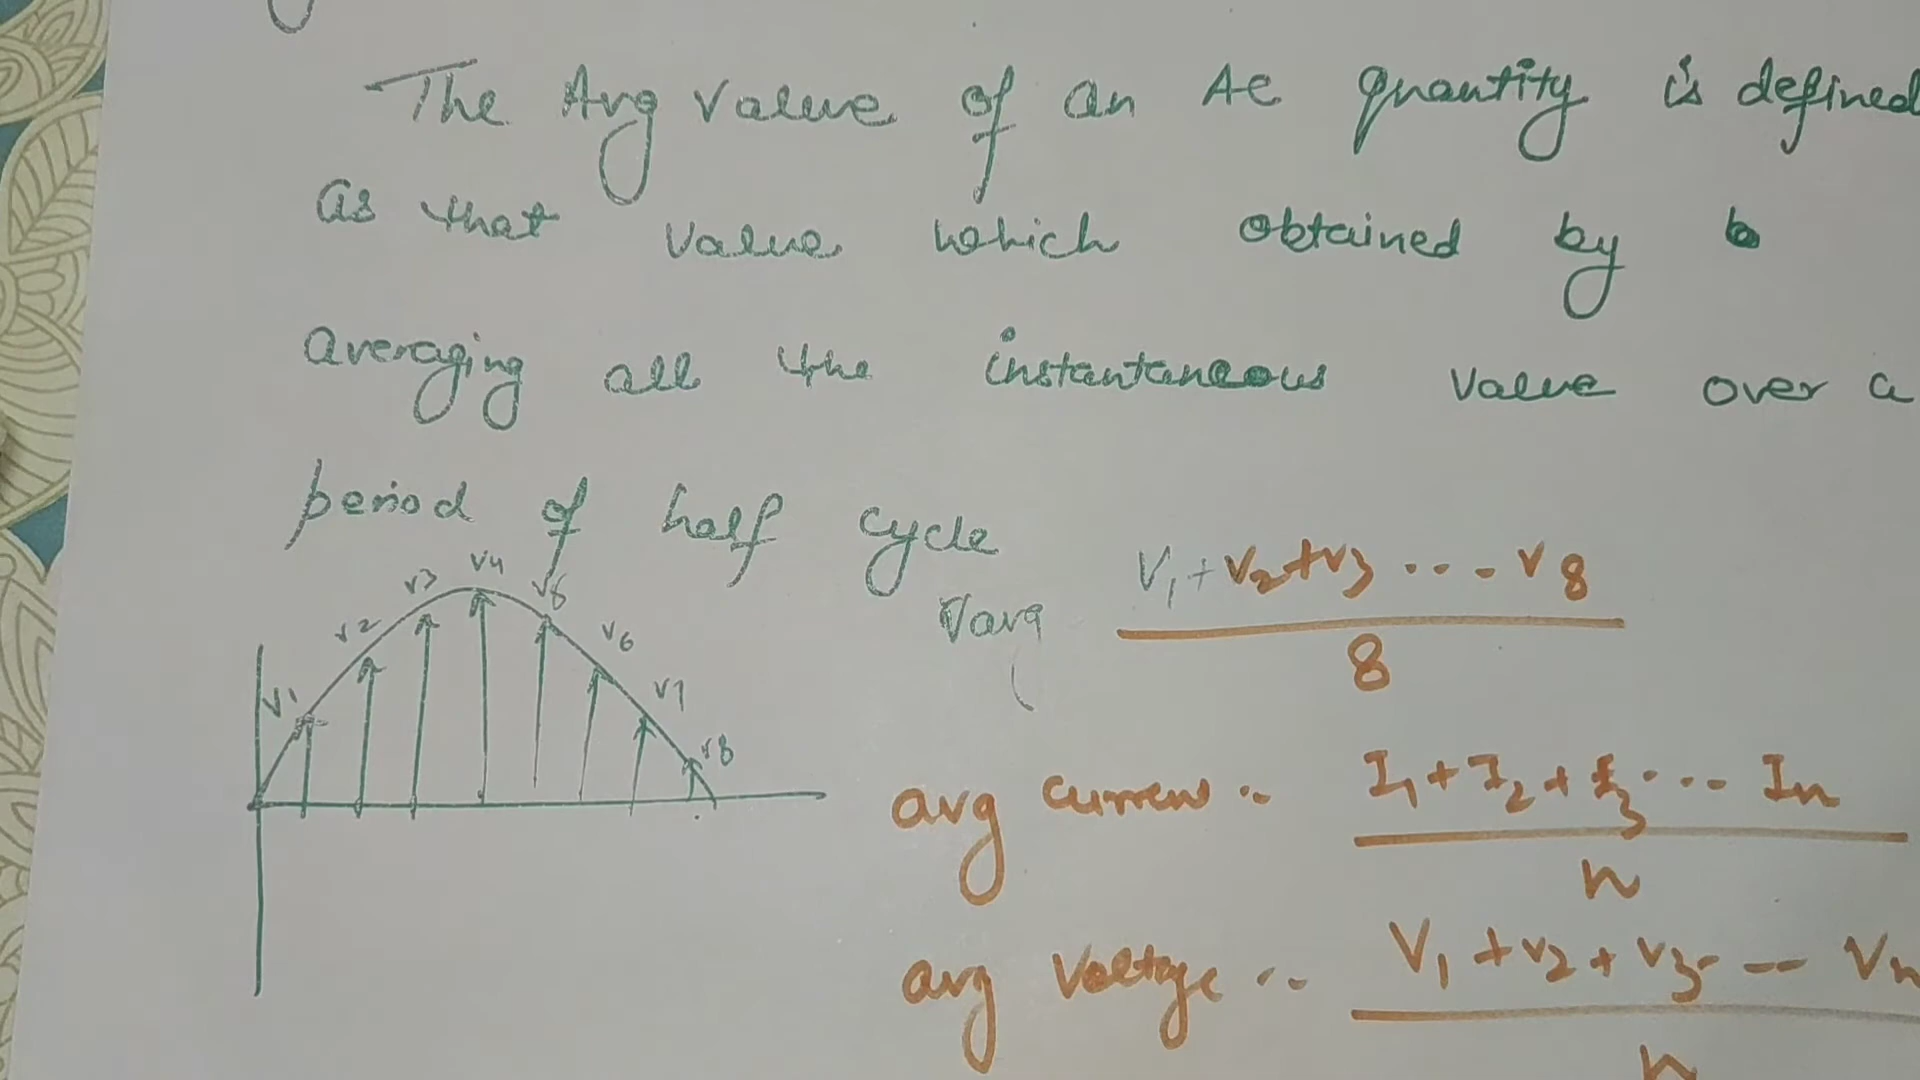 The Avg Value of an AC quantity is defined
as that value which obtained by
averaging all the instantaneous value over a
period of half cycle
V1 V2 V3 V4 V5 V6 V7 V8
Vavg V1+V2+V3 ... - V8
8
avg current .. I1+I2+I3 ... In
n
avg Voltage .. V1+V2+V3 -- Vn
n